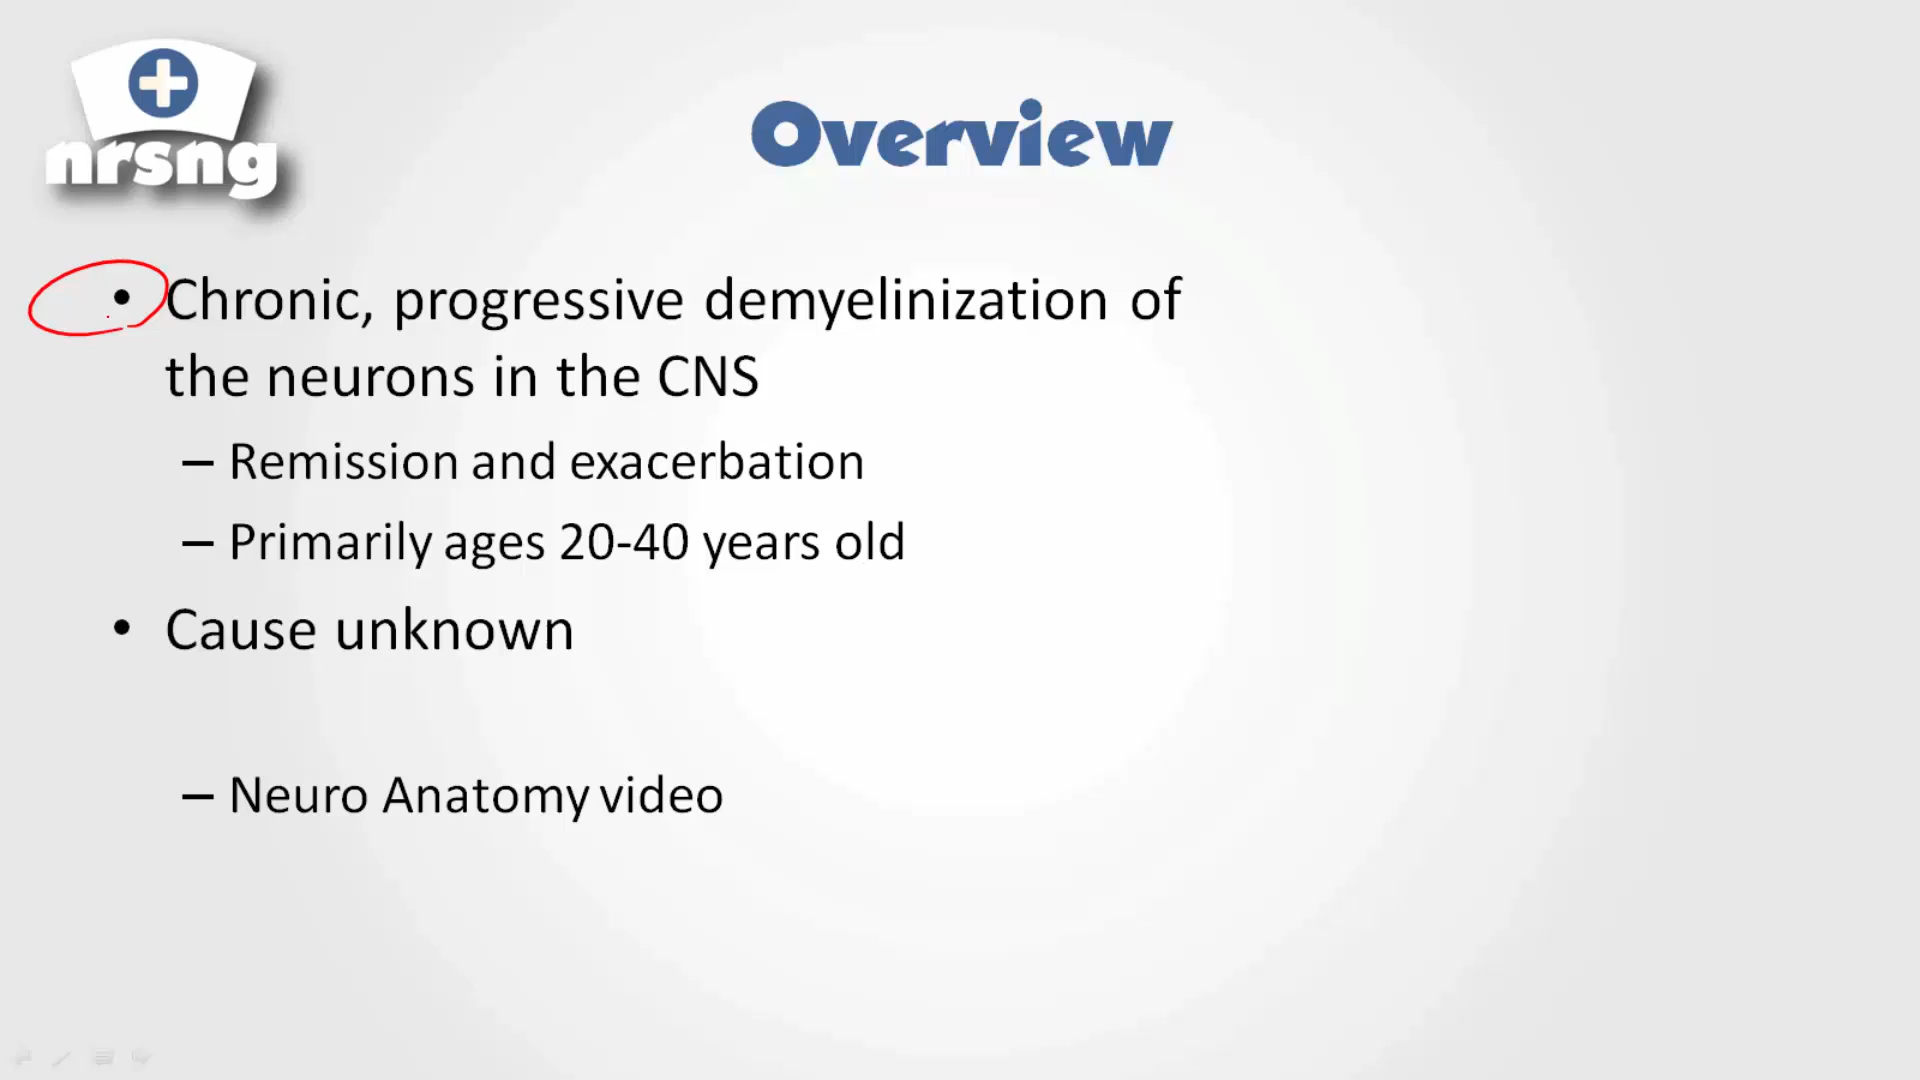 nrsng
Overview
• Chronic, progressive demyelinization of
the neurons in the CNS
– Remission and exacerbation
– Primarily ages 20-40 years old
• Cause unknown
– Neuro Anatomy video